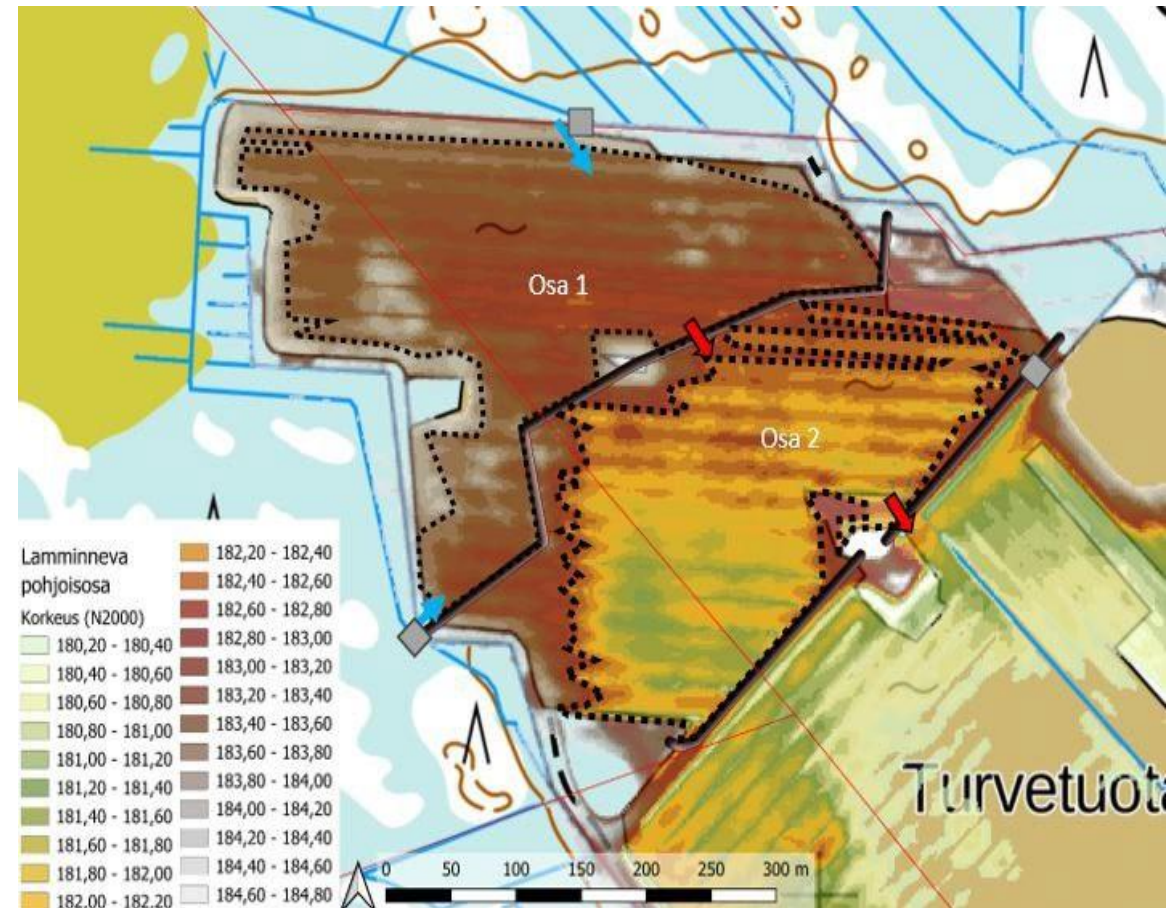 Osa 1
Osa 2
Turvetuota
Lamminneva
pohjoisosa
Korkeus (N2000)
180,20 - 180,40
180,40 - 180,60
180,60 - 180,80
180,80 - 181,00
181,00 - 181,20
181,20 - 181,40
181,40 - 181,60
181,60 - 181,80
181,80 - 182,00
182,00 - 182,20
182,20 - 182,40
182,40 - 182,60
182,60 - 182,80
182,80 - 183,00
183,00 - 183,20
183,20 - 183,40
183,40 - 183,60
183,60 - 183,80
183,80 - 184,00
184,00 - 184,20
184,20 - 184,40
184,40 - 184,60
184,60 - 184,80
0 50 100 150 200 250 300 m